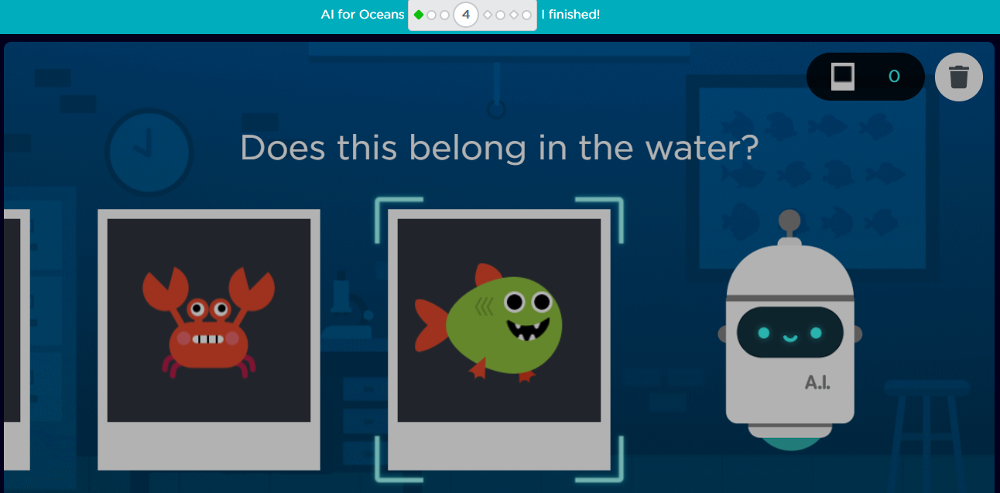 AI for Oceans 4 I finished!
0
Does this belong in the water?
A.I.